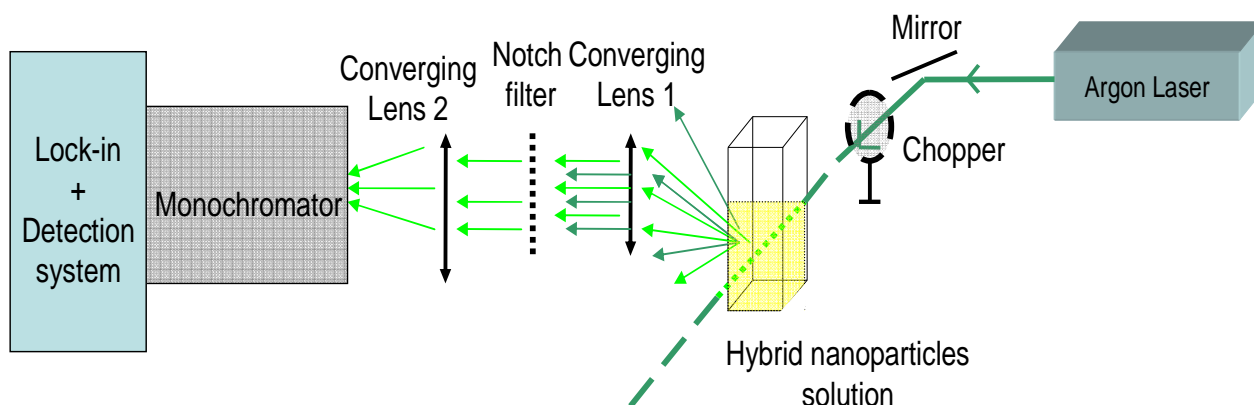 Mirror
Argon Laser
Notch
filter
Converging
Lens 1
Converging
Lens 2
Chopper
Lock-in
+
Detection
system
Monochromator
Hybrid nanoparticles
solution